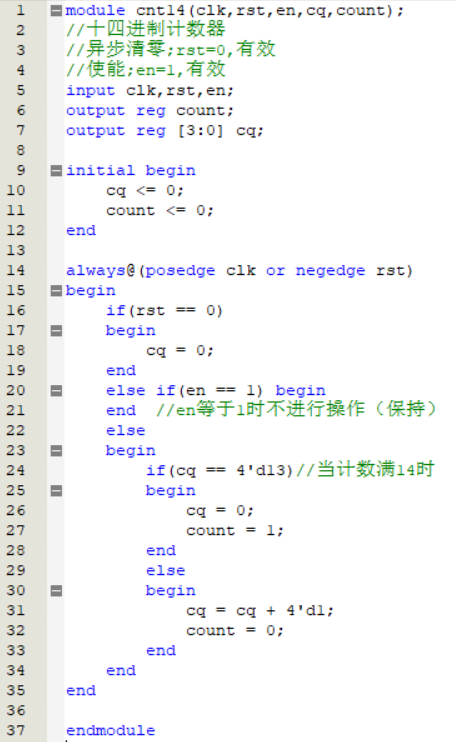 1 module cnt14(clk,rst,en,cq,count);
2 //十四进制计数器
3 //异步清零;rst=0,有效
4 //使能;en=1,有效
5 input clk,rst,en;
6 output reg count;
7 output reg [3:0] cq;
8
9 initial begin
10     cq <= 0;
11     count <= 0;
12 end
13
14 always@(posedge clk or negedge rst)
15 begin
16     if(rst == 0)
17     begin
18         cq = 0;
19     end
20     else if(en == 1) begin
21     end  //en等于1时不进行操作（保持）
22     else
23     begin
24         if(cq == 4'd13)//当计数满14时
25         begin
26             cq = 0;
27             count = 1;
28         end
29         else
30         begin
31             cq = cq + 4'd1;
32             count = 0;
33         end
34     end
35 end
36
37 endmodule